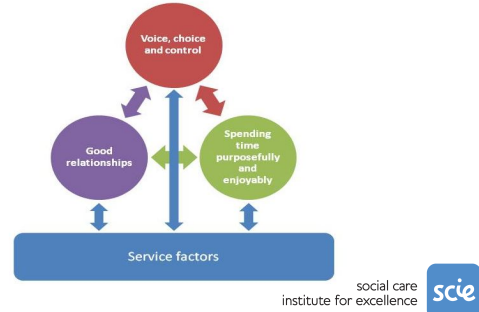 Voice, choice
and control
Good
relationships
Spending
time
purposefully
and
enjoyably
Service factors
social care
institute for excellence
scie